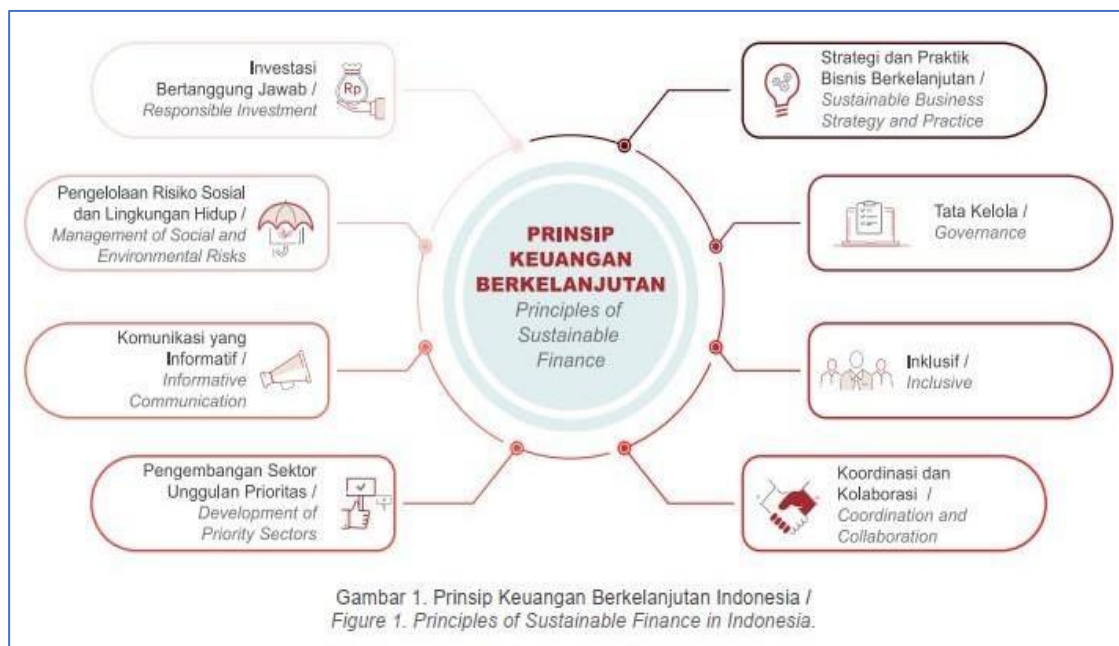 Investasi
Bertanggung Jawab /
Responsible Investment
Rp
Pengelolaan Risiko Sosial
dan Lingkungan Hidup /
Management of Social and
Environmental Risks
Komunikasi yang
Informatif /
Informative
Communication
Pengembangan Sektor
Unggulan Prioritas /
Development of
Priority Sectors
PRINSIP
KEUANGAN
BERKELANJUTAN
Principles of
Sustainable
Finance
Strategi dan Praktik
Bisnis Berkelanjutan /
Sustainable Business
Strategy and Practice
Tata Kelola /
Governance
Inklusif /
Inclusive
Koordinasi dan
Kolaborasi /
Coordination and
Collaboration
Gambar 1. Prinsip Keuangan Berkelanjutan Indonesia /
Figure 1. Principles of Sustainable Finance in Indonesia.